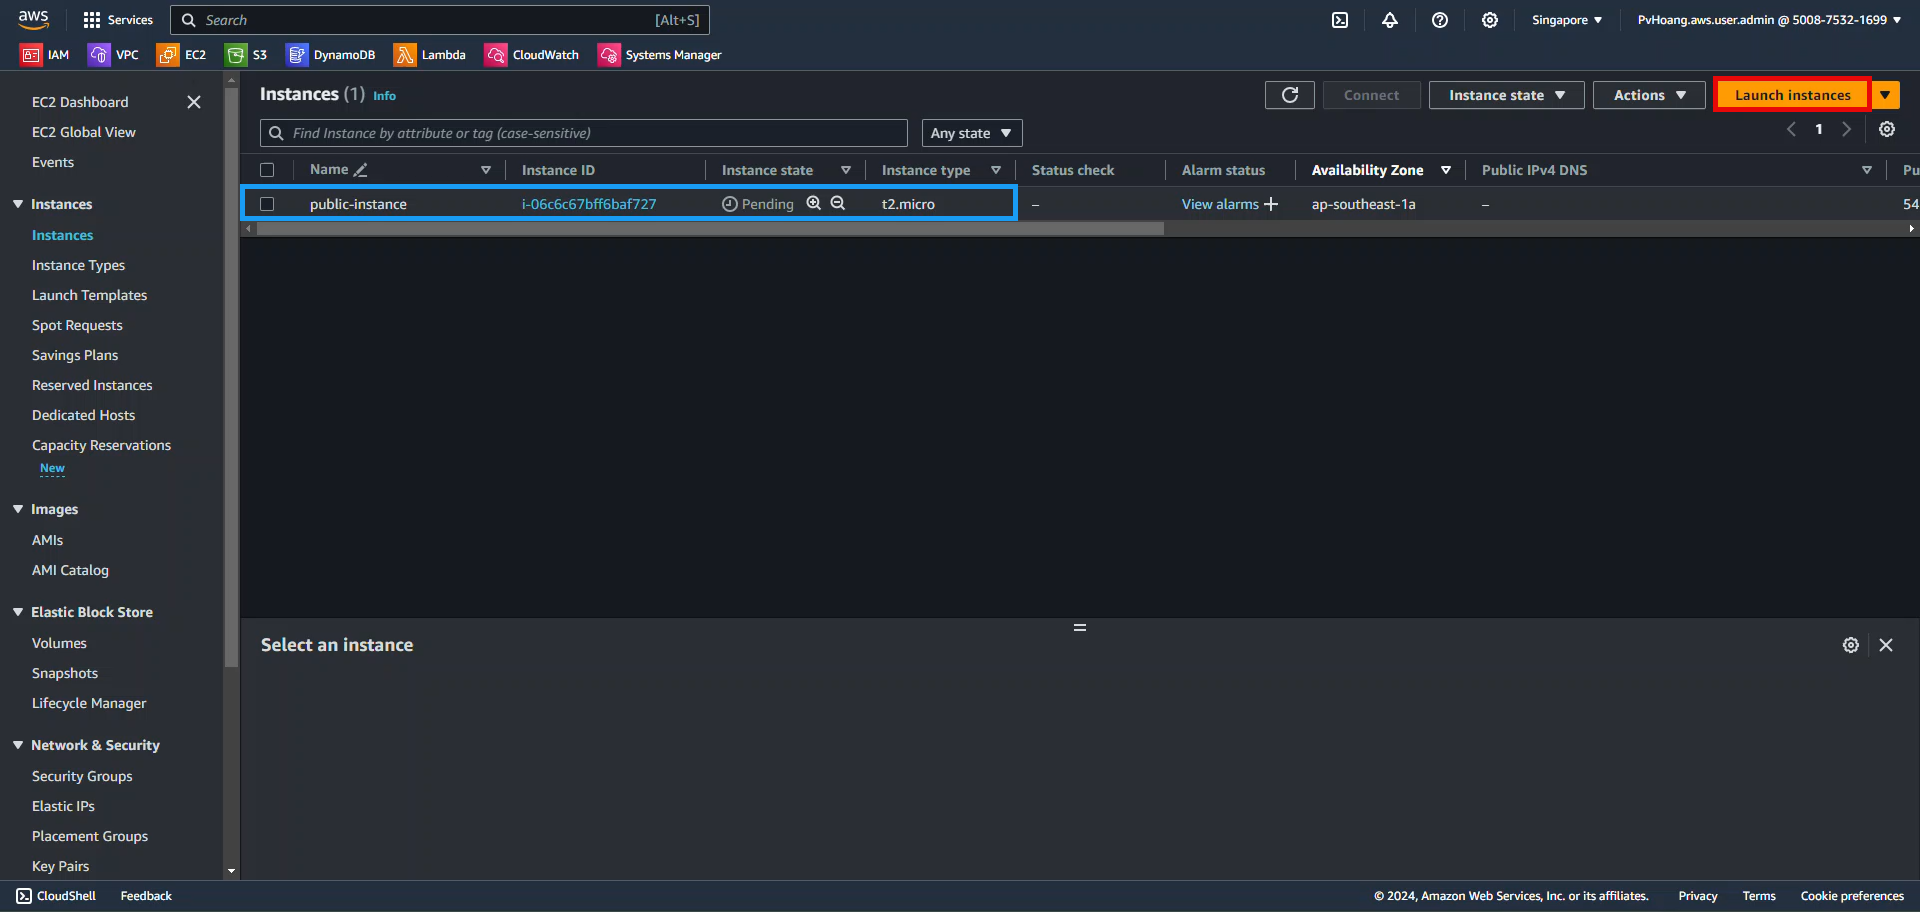 aws
Services
Search
[Alt+S]
Singapore
PvHoang.aws.user.admin @ 5008-7532-1699
IAM
VPC
EC2
S3
DynamoDB
Lambda
CloudWatch
Systems Manager
EC2 Dashboard
EC2 Global View
Events
Instances
Instances
Instance Types
Launch Templates
Spot Requests
Savings Plans
Reserved Instances
Dedicated Hosts
Capacity Reservations
New
Images
AMIs
AMI Catalog
Elastic Block Store
Volumes
Snapshots
Lifecycle Manager
Network & Security
Security Groups
Elastic IPs
Placement Groups
Key Pairs
Instances (1) Info
Connect
Instance state
Actions
Launch instances
Find Instance by attribute or tag (case-sensitive)
Any state
1
Name
Instance ID
Instance state
Instance type
Status check
Alarm status
Availability Zone
Public IPv4 DNS
Pu
public-instance
i-06c6c67bff6baf727
Pending
t2.micro
–
View alarms +
ap-southeast-1a
–
54
Select an instance
CloudShell
Feedback
© 2024, Amazon Web Services, Inc. or its affiliates.
Privacy
Terms
Cookie preferences